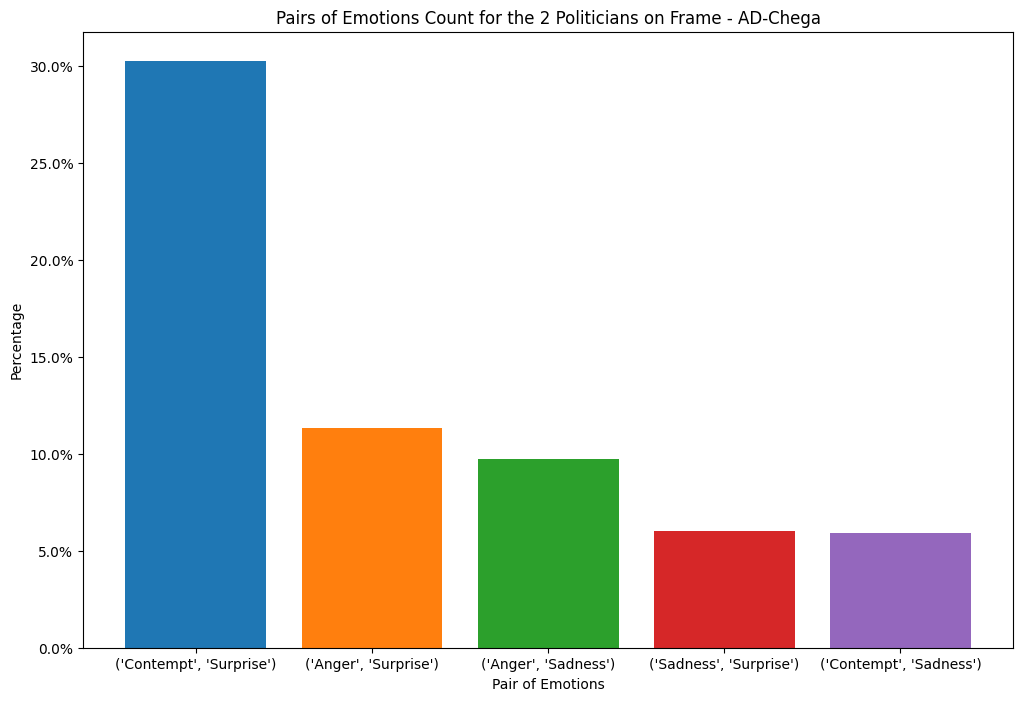 Pairs of Emotions Count for the 2 Politicians on Frame - AD-Chega
30.0%
25.0%
20.0%
15.0%
10.0%
5.0%
0.0%
Percentage
('Contempt', 'Surprise') ('Anger', 'Surprise') ('Anger', 'Sadness') ('Sadness', 'Surprise') ('Contempt', 'Sadness')
Pair of Emotions